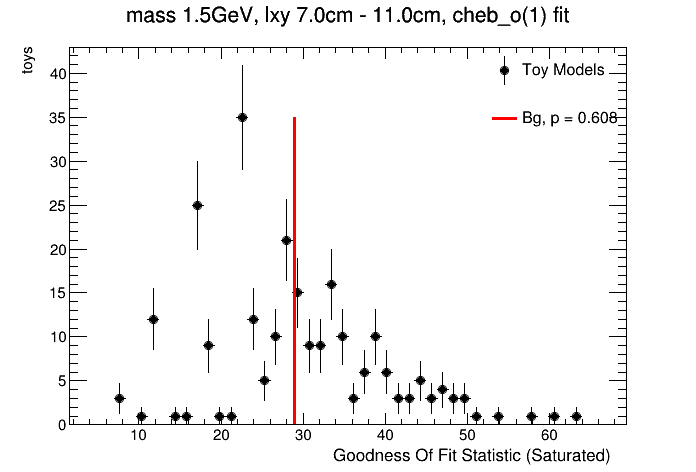 mass 1.5GeV, lxy 7.0cm - 11.0cm, cheb_o(1) fit
toys
Toy Models
Bg, p = 0.608
40
35
30
25
20
15
10
5
0
10 20 30 40 50 60
Goodness Of Fit Statistic (Saturated)